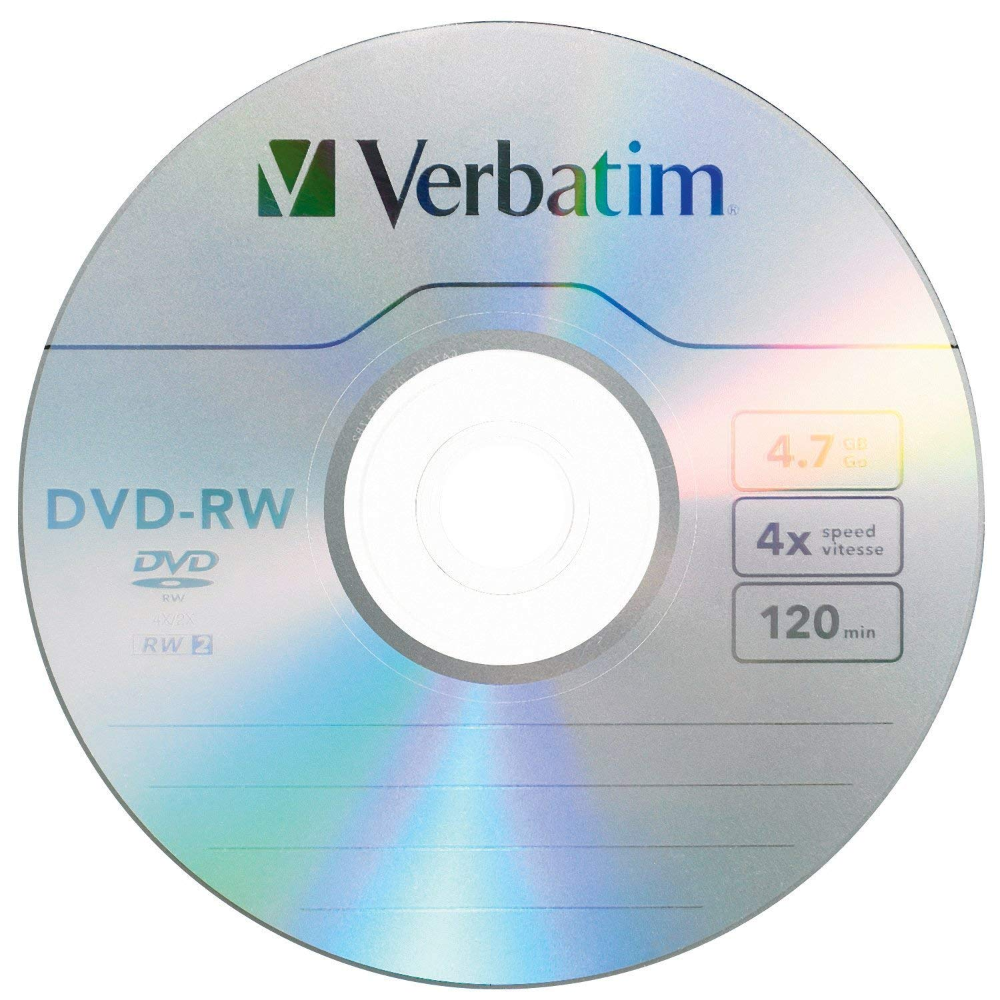 Verbatim®
4.7 GB
Go
DVD-RW
4x speed
vitesse
DVD
RW
4X/2X
RW 2
120 min